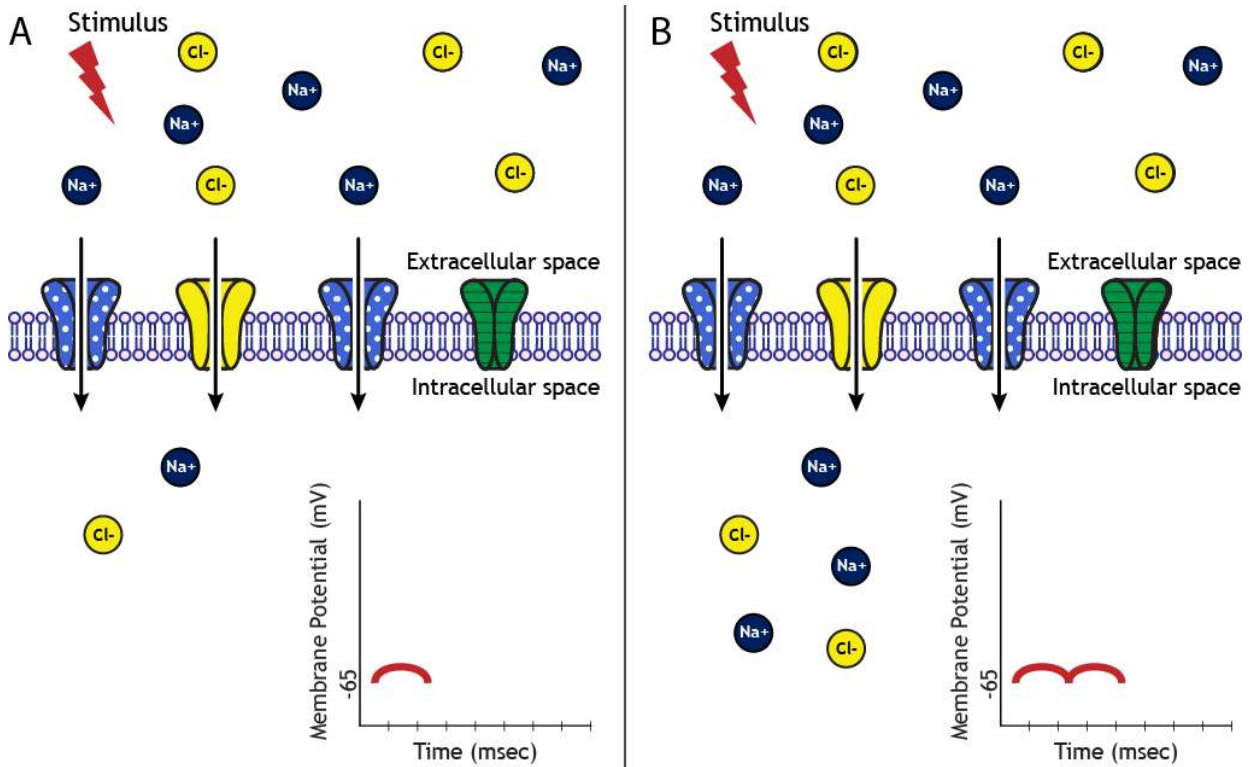 A
Stimulus
Cl-
Cl-
Na+
Na+
Na+
Na+
Cl-
Na+
Cl-
Extracellular space
Intracellular space
Na+
Cl-
Membrane Potential (mV)
-65
Time (msec)
B
Stimulus
Cl-
Cl-
Na+
Na+
Na+
Na+
Cl-
Na+
Cl-
Extracellular space
Intracellular space
Na+
Cl-
Na+
Na+
Cl-
Membrane Potential (mV)
-65
Time (msec)